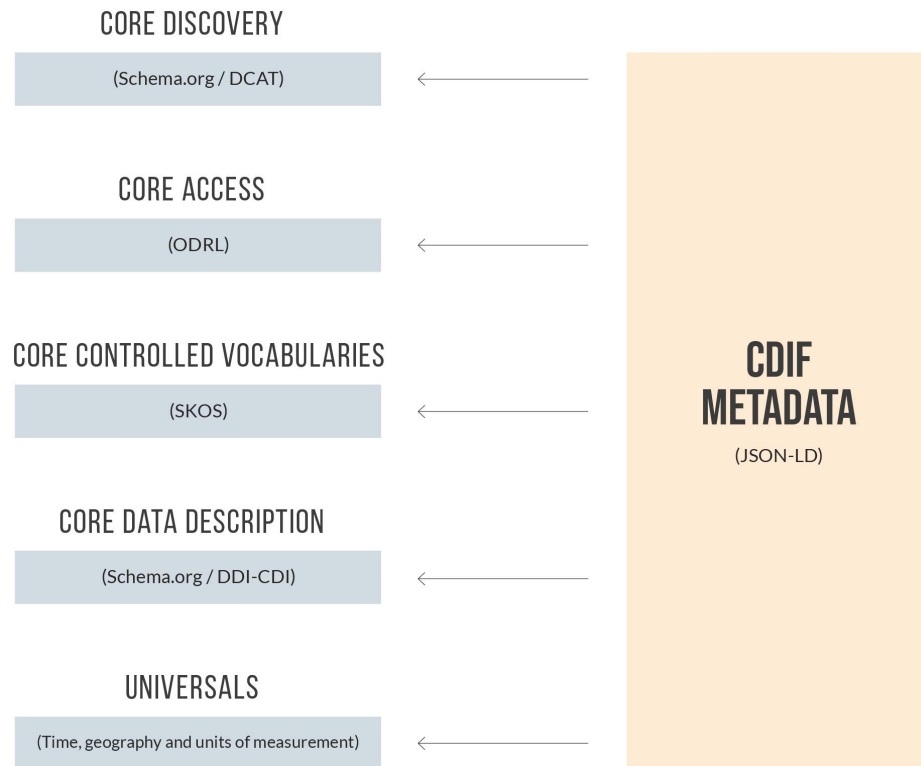 CORE DISCOVERY
(Schema.org / DCAT)
CORE ACCESS
(ODRL)
CORE CONTROLLED VOCABULARIES
(SKOS)
CORE DATA DESCRIPTION
(Schema.org / DDI-CDI)
UNIVERSALS
(Time, geography and units of measurement)
CDIF
METADATA
(JSON-LD)